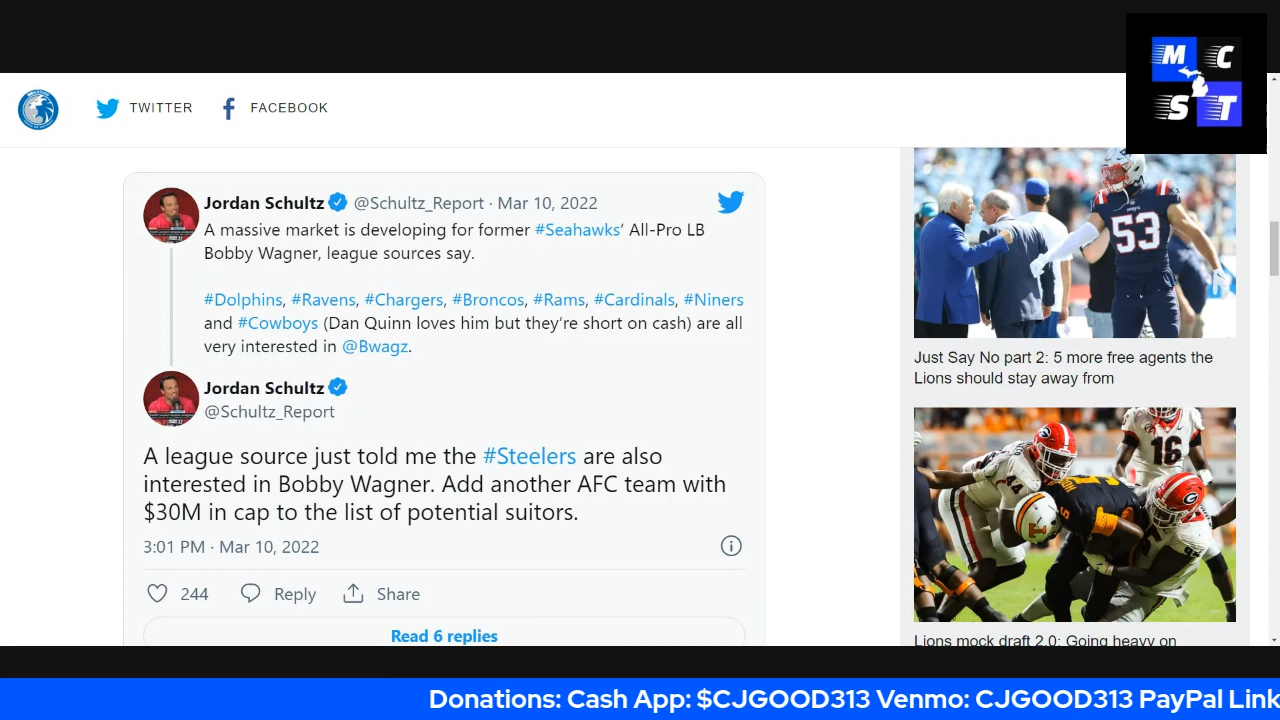 M C
S T
TWITTER FACEBOOK
Jordan Schultz @Schultz_Report · Mar 10, 2022
A massive market is developing for former #Seahawks’ All-Pro LB
Bobby Wagner, league sources say.
#Dolphins, #Ravens, #Chargers, #Broncos, #Rams, #Cardinals, #Niners
and #Cowboys (Dan Quinn loves him but they’re short on cash) are all
very interested in @Bwagz.
Jordan Schultz
@Schultz_Report
A league source just told me the #Steelers are also
interested in Bobby Wagner. Add another AFC team with
$30M in cap to the list of potential suitors.
3:01 PM · Mar 10, 2022
244 Reply Share
Read 6 replies
53
Just Say No part 2: 5 more free agents the
Lions should stay away from
16
44
G
T
Lions mock draft 2.0: Going heavy on
Donations: Cash App: $CJGOOD313 Venmo: CJGOOD313 PayPal Link